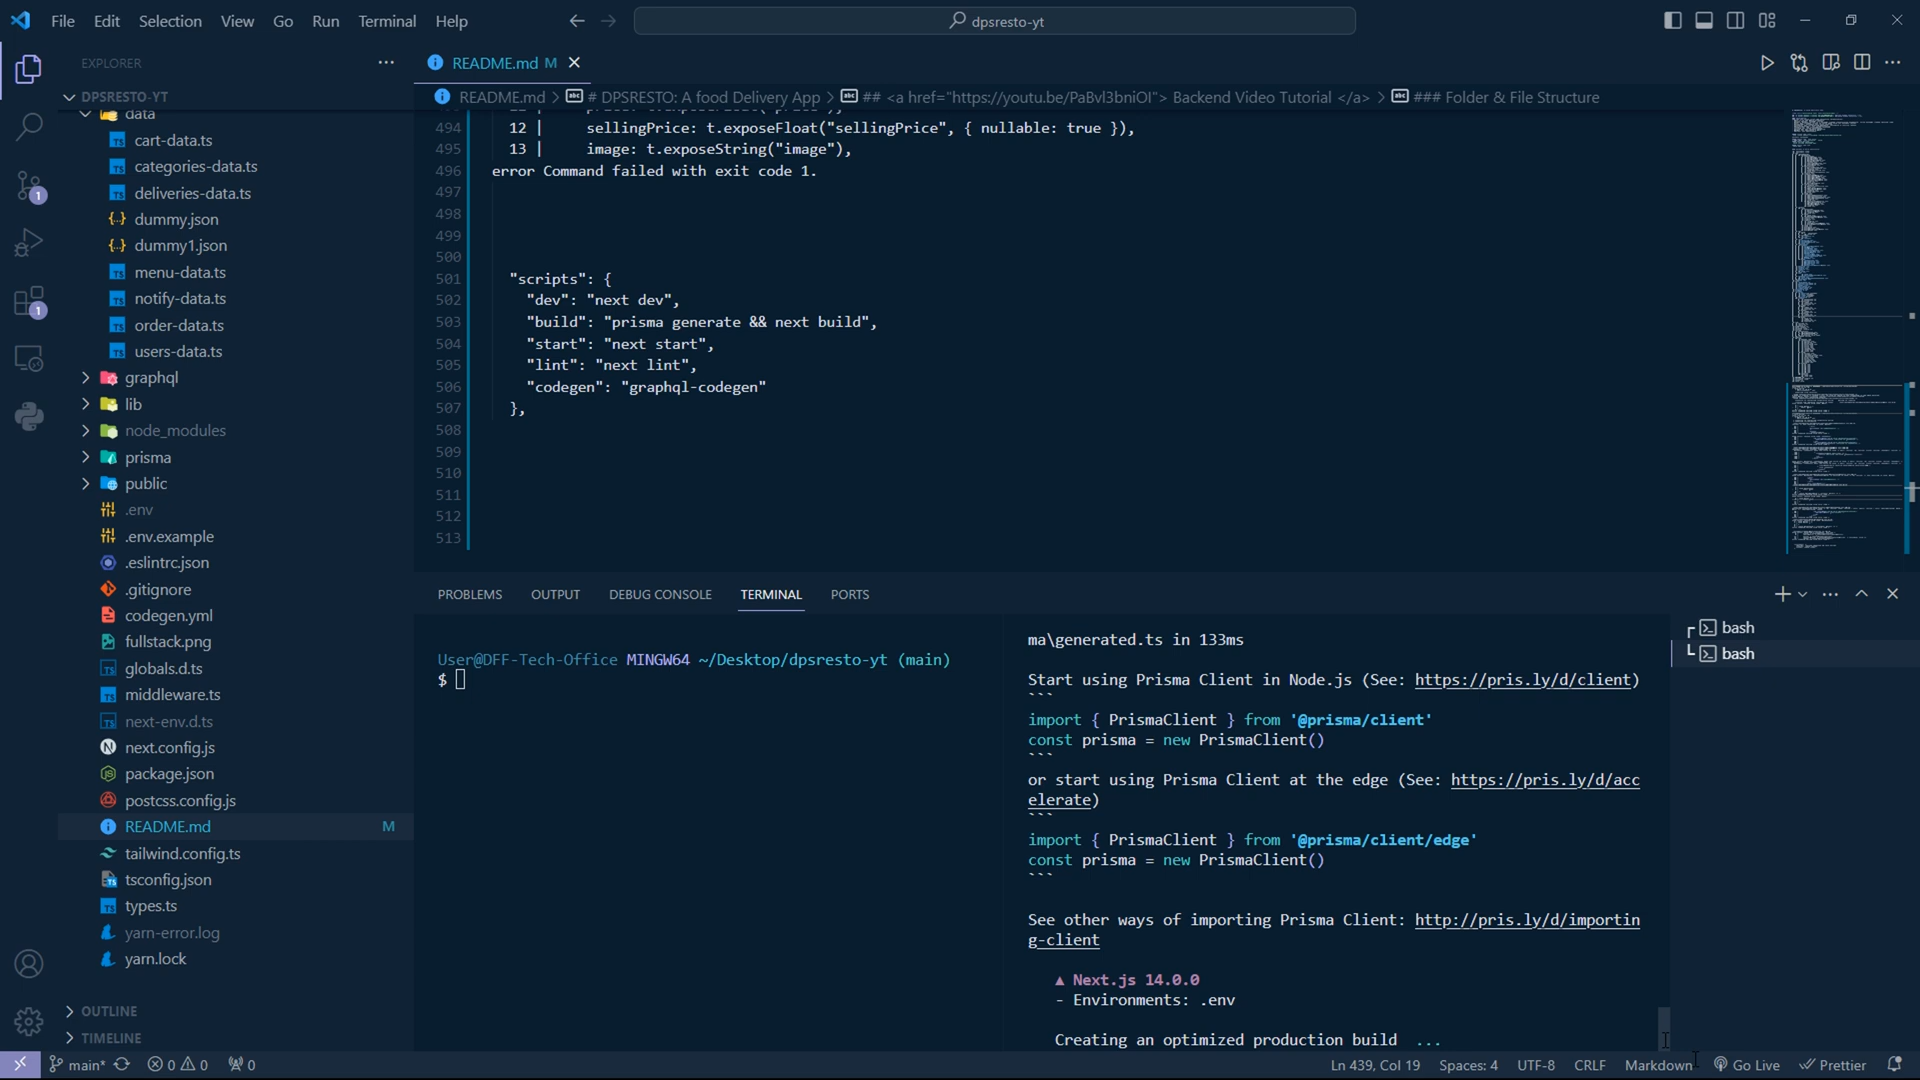 File Edit Selection View Go Run Terminal Help
dpsresto-yt
EXPLORER
README.md M
DPSRESTO-YT
README.md > # DPSRESTO: A food Delivery App > ## <a href="https://youtu.be/PaBvl3bniOI"> Backend Video Tutorial </a> > ### Folder & File Structure
data
cart-data.ts
categories-data.ts
deliveries-data.ts
dummy.json
dummy1.json
menu-data.ts
notify-data.ts
order-data.ts
users-data.ts
graphql
lib
node_modules
prisma
public
.env
.env.example
.eslintrc.json
.gitignore
codegen.yml
fullstack.png
globals.d.ts
middleware.ts
next-env.d.ts
next.config.js
package.json
postcss.config.js
README.md M
tailwind.config.ts
tsconfig.json
types.ts
yarn-error.log
yarn.lock
OUTLINE
TIMELINE
1
1
494 12 | sellingPrice: t.exposeFloat("sellingPrice", { nullable: true }),
495 13 | image: t.exposeString("image"),
496 error Command failed with exit code 1.
497
498
499
500
501 "scripts": {
502 "dev": "next dev",
503 "build": "prisma generate && next build",
504 "start": "next start",
505 "lint": "next lint",
506 "codegen": "graphql-codegen"
507 },
508
509
510
511
512
513
PROBLEMS OUTPUT DEBUG CONSOLE TERMINAL PORTS
User@DFF-Tech-Office MINGW64 ~/Desktop/dpsresto-yt (main)
$
ma\generated.ts in 133ms
Start using Prisma Client in Node.js (See: https://pris.ly/d/client)
```
import { PrismaClient } from '@prisma/client'
const prisma = new PrismaClient()
```
or start using Prisma Client at the edge (See: https://pris.ly/d/acc
elerate)
```
import { PrismaClient } from '@prisma/client/edge'
const prisma = new PrismaClient()
```
See other ways of importing Prisma Client: http://pris.ly/d/importin
g-client
▲ Next.js 14.0.0
- Environments: .env
Creating an optimized production build ...
bash
bash
main* 0 0 0
Ln 439, Col 19 Spaces: 4 UTF-8 CRLF Markdown Go Live Prettier